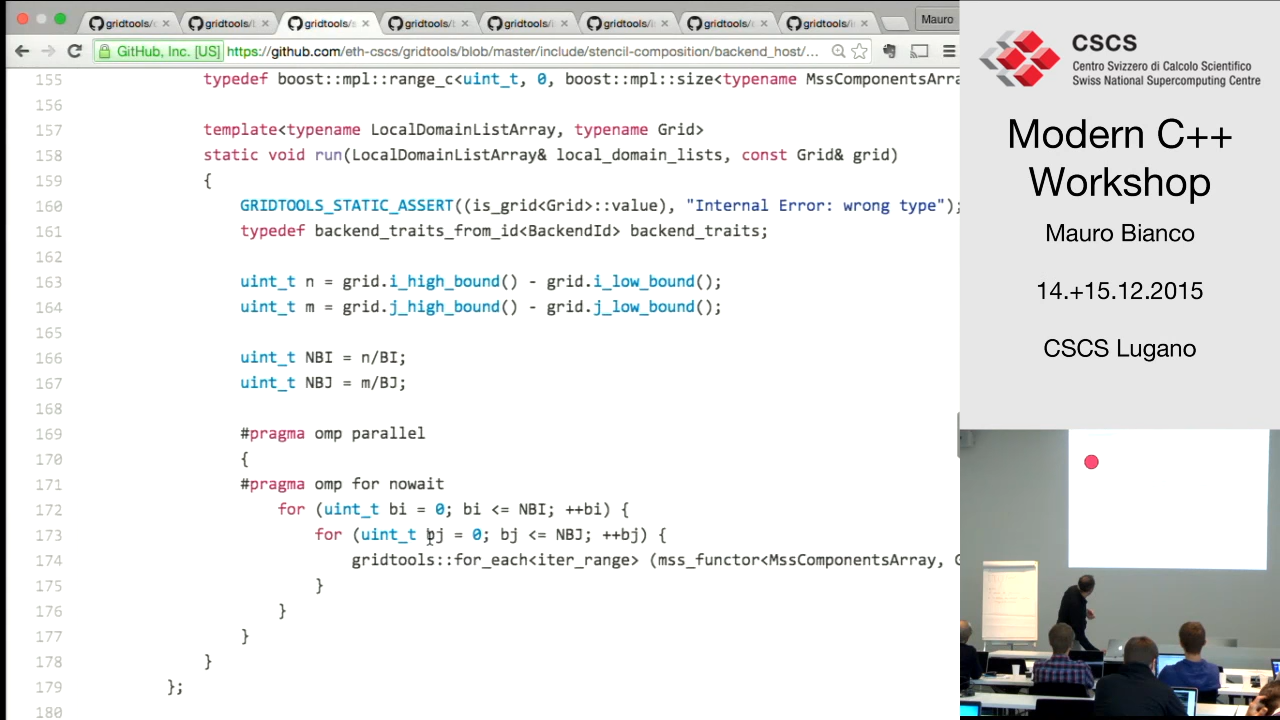 gridtools/ gridtools/ gridtools/s gridtools/ gridtools/ gridtools/i gridtools/ gridtools/i Mauro
GitHub, Inc. [US] https://github.com/eth-cscs/gridtools/blob/master/include/stencil-composition/backend_host/...
155 typedef boost::mpl::range_c<uint_t, 0, boost::mpl::size<typename MssComponentsArra
156
157 template<typename LocalDomainListArray, typename Grid>
158 static void run(LocalDomainListArray& local_domain_lists, const Grid& grid)
159 {
160 GRIDTOOLS_STATIC_ASSERT((is_grid<Grid>::value), "Internal Error: wrong type");
161 typedef backend_traits_from_id<BackendId> backend_traits;
162
163 uint_t n = grid.i_high_bound() - grid.i_low_bound();
164 uint_t m = grid.j_high_bound() - grid.j_low_bound();
165
166 uint_t NBI = n/BI;
167 uint_t NBJ = m/BJ;
168
169 #pragma omp parallel
170 {
171 #pragma omp for nowait
172 for (uint_t bi = 0; bi <= NBI; ++bi) {
173 for (uint_t bj = 0; bj <= NBJ; ++bj) {
174 gridtools::for_each<iter_range> (mss_functor<MssComponentsArray, G
175 }
176 }
177 }
178 }
179 };
180
CSCS
Centro Svizzero di Calcolo Scientifico
Swiss National Supercomputing Centre
Modern C++
Workshop
Mauro Bianco
14.+15.12.2015
CSCS Lugano